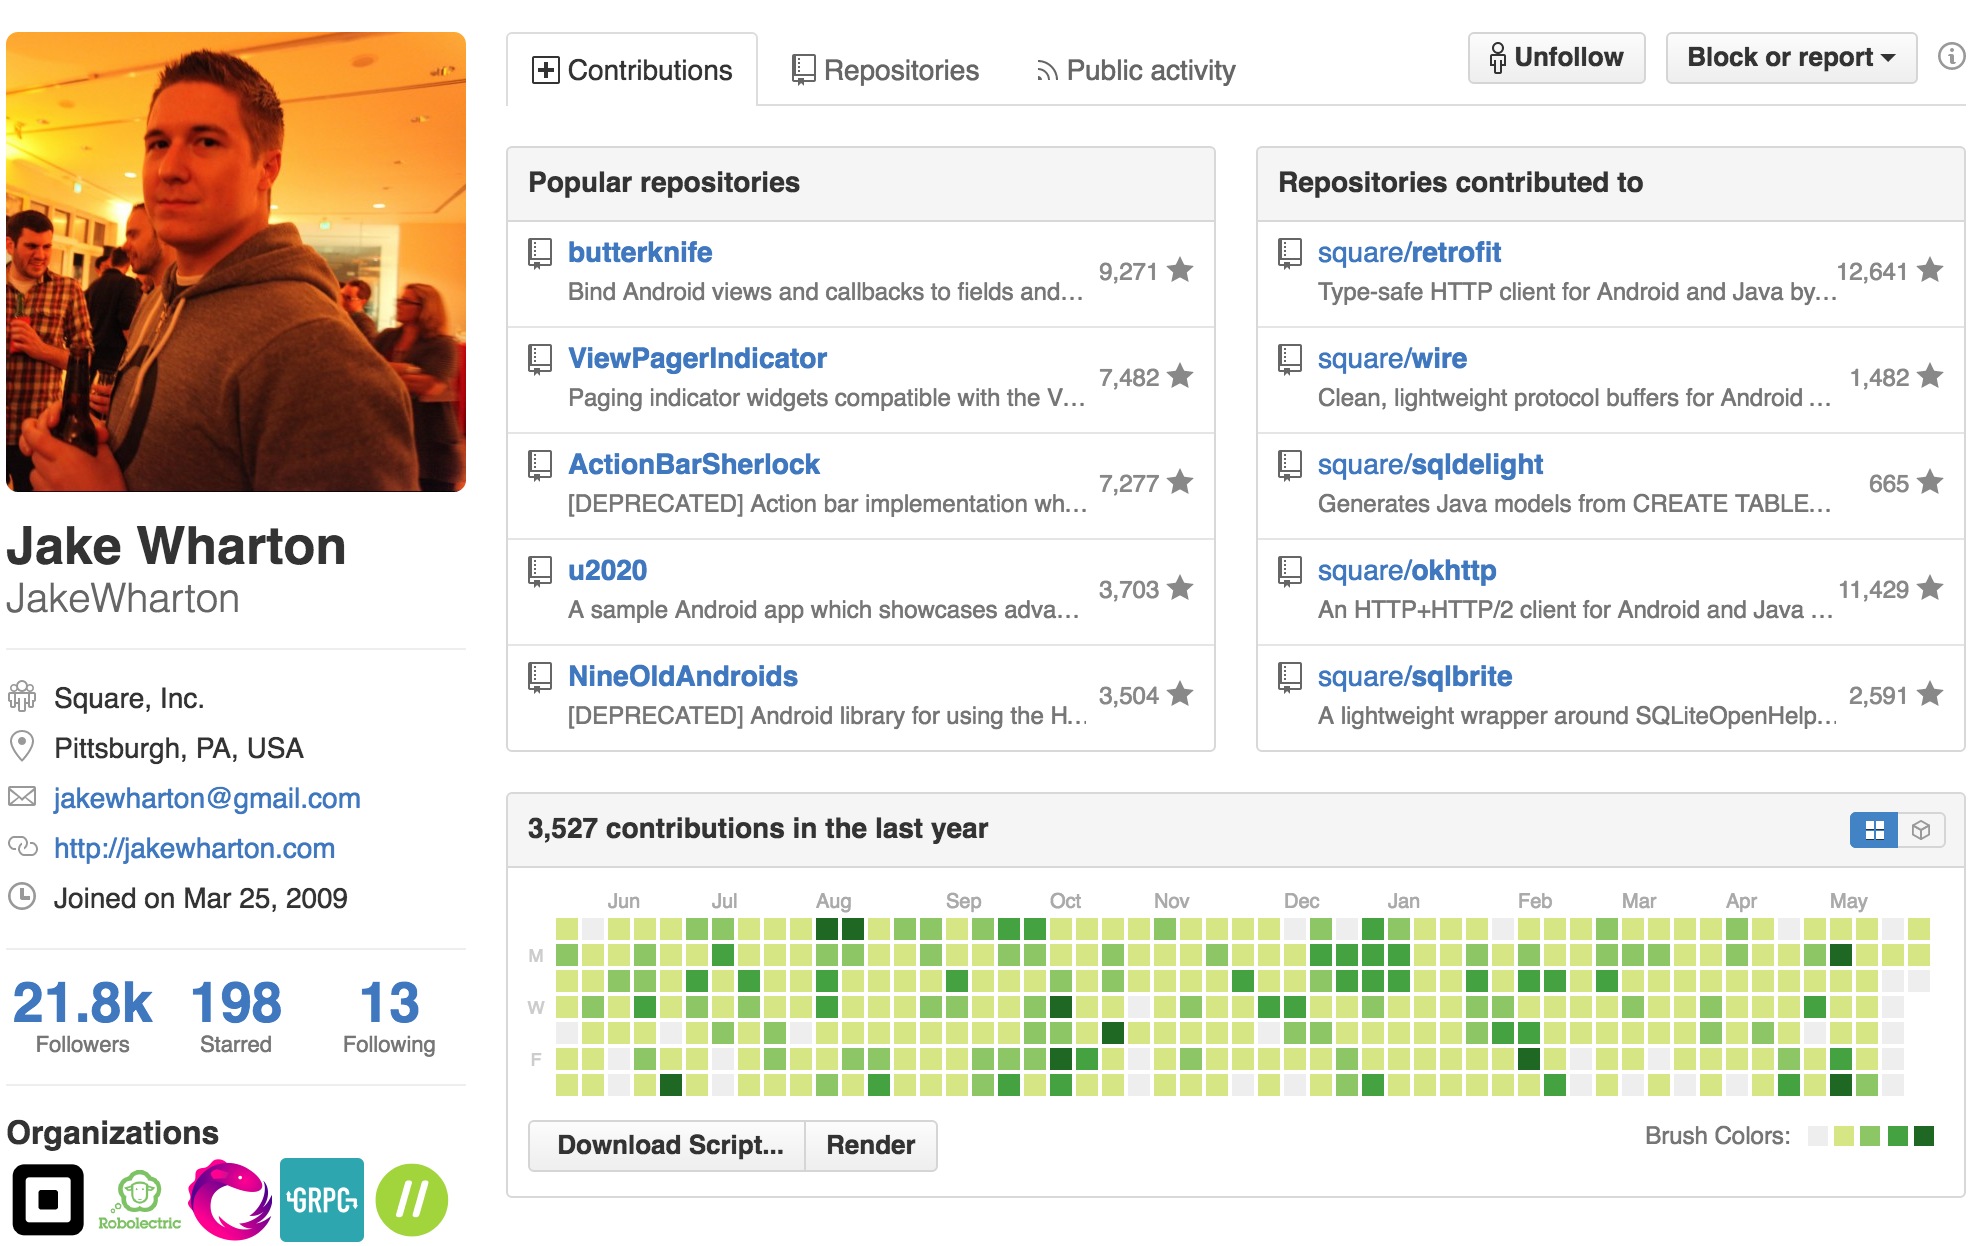 Contributions
Repositories
Public activity
Unfollow
Block or report
Jake Wharton
JakeWharton
Square, Inc.
Pittsburgh, PA, USA
jakewharton@gmail.com
http://jakewharton.com
Joined on Mar 25, 2009
21.8k 198 13
Followers Starred Following
Organizations
Robolectric
GRPC
Popular repositories
butterknife
Bind Android views and callbacks to fields and…
9,271
ViewPagerIndicator
Paging indicator widgets compatible with the V…
7,482
ActionBarSherlock
[DEPRECATED] Action bar implementation wh…
7,277
u2020
A sample Android app which showcases adva…
3,703
NineOldAndroids
[DEPRECATED] Android library for using the H…
3,504
Repositories contributed to
square/retrofit
Type-safe HTTP client for Android and Java by…
12,641
square/wire
Clean, lightweight protocol buffers for Android …
1,482
square/sqldelight
Generates Java models from CREATE TABLE…
665
square/okhttp
An HTTP+HTTP/2 client for Android and Java …
11,429
square/sqlbrite
A lightweight wrapper around SQLiteOpenHelp…
2,591
3,527 contributions in the last year
Jun Jul Aug Sep Oct Nov Dec Jan Feb Mar Apr May
M
W
F
Download Script... Render
Brush Colors: